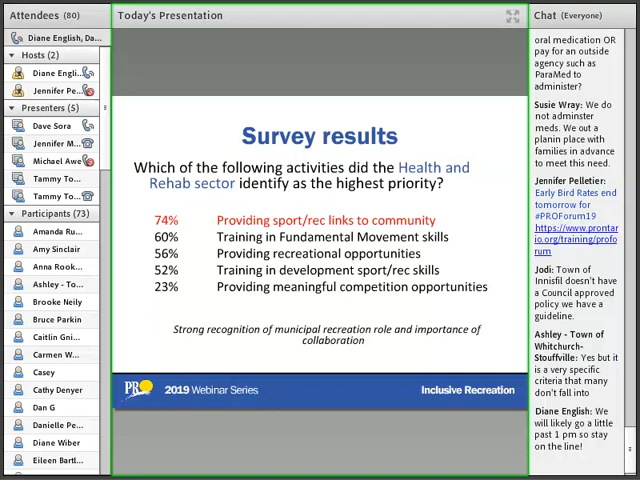 Attendees (80)
Diane English, Da...
Hosts (2)
Diane Engli...
Jennifer Pe...
Presenters (5)
Dave Sora
Jennifer M...
Michael Awe
Tammy To...
Tammy To...
Participants (73)
Amanda Ru...
Amy Sinclair
Anna Rook...
Ashley - To...
Brooke Neily
Bruce Parkin
Caitlin Gni...
Carmen W...
Casey
Cathy Denyer
Dan G
Danielle Pe...
Diane Wiber
Eileen Bartl...
Today's Presentation
Survey results
Which of the following activities did the Health and
Rehab sector identify as the highest priority?
74% Providing sport/rec links to community
60% Training in Fundamental Movement skills
56% Providing recreational opportunities
52% Training in development sport/rec skills
23% Providing meaningful competition opportunities
Strong recognition of municipal recreation role and importance of
collaboration
PRO 2019 Webinar Series Inclusive Recreation
Chat (Everyone)
oral medication OR
pay for an outside
agency such as
ParaMed to
administer?
Susie Wray: We do
not adminster
meds. We out a
planin place with
families in advance
to meet this need.
Jennifer Pelletier:
Early Bird Rates end
tomorrow for
#PROForum19
https://www.prontar
io.org/training/profo
rum
Jodi: Town of
Innisfil doesn't have
a Council approved
policy we have a
guideline.
Ashley - Town of
Whitchurch-
Stouffville: Yes but it
is a very specific
criteria that many
don't fall into
Diane English: We
will likely go a little
past 1 pm so stay
on the line!